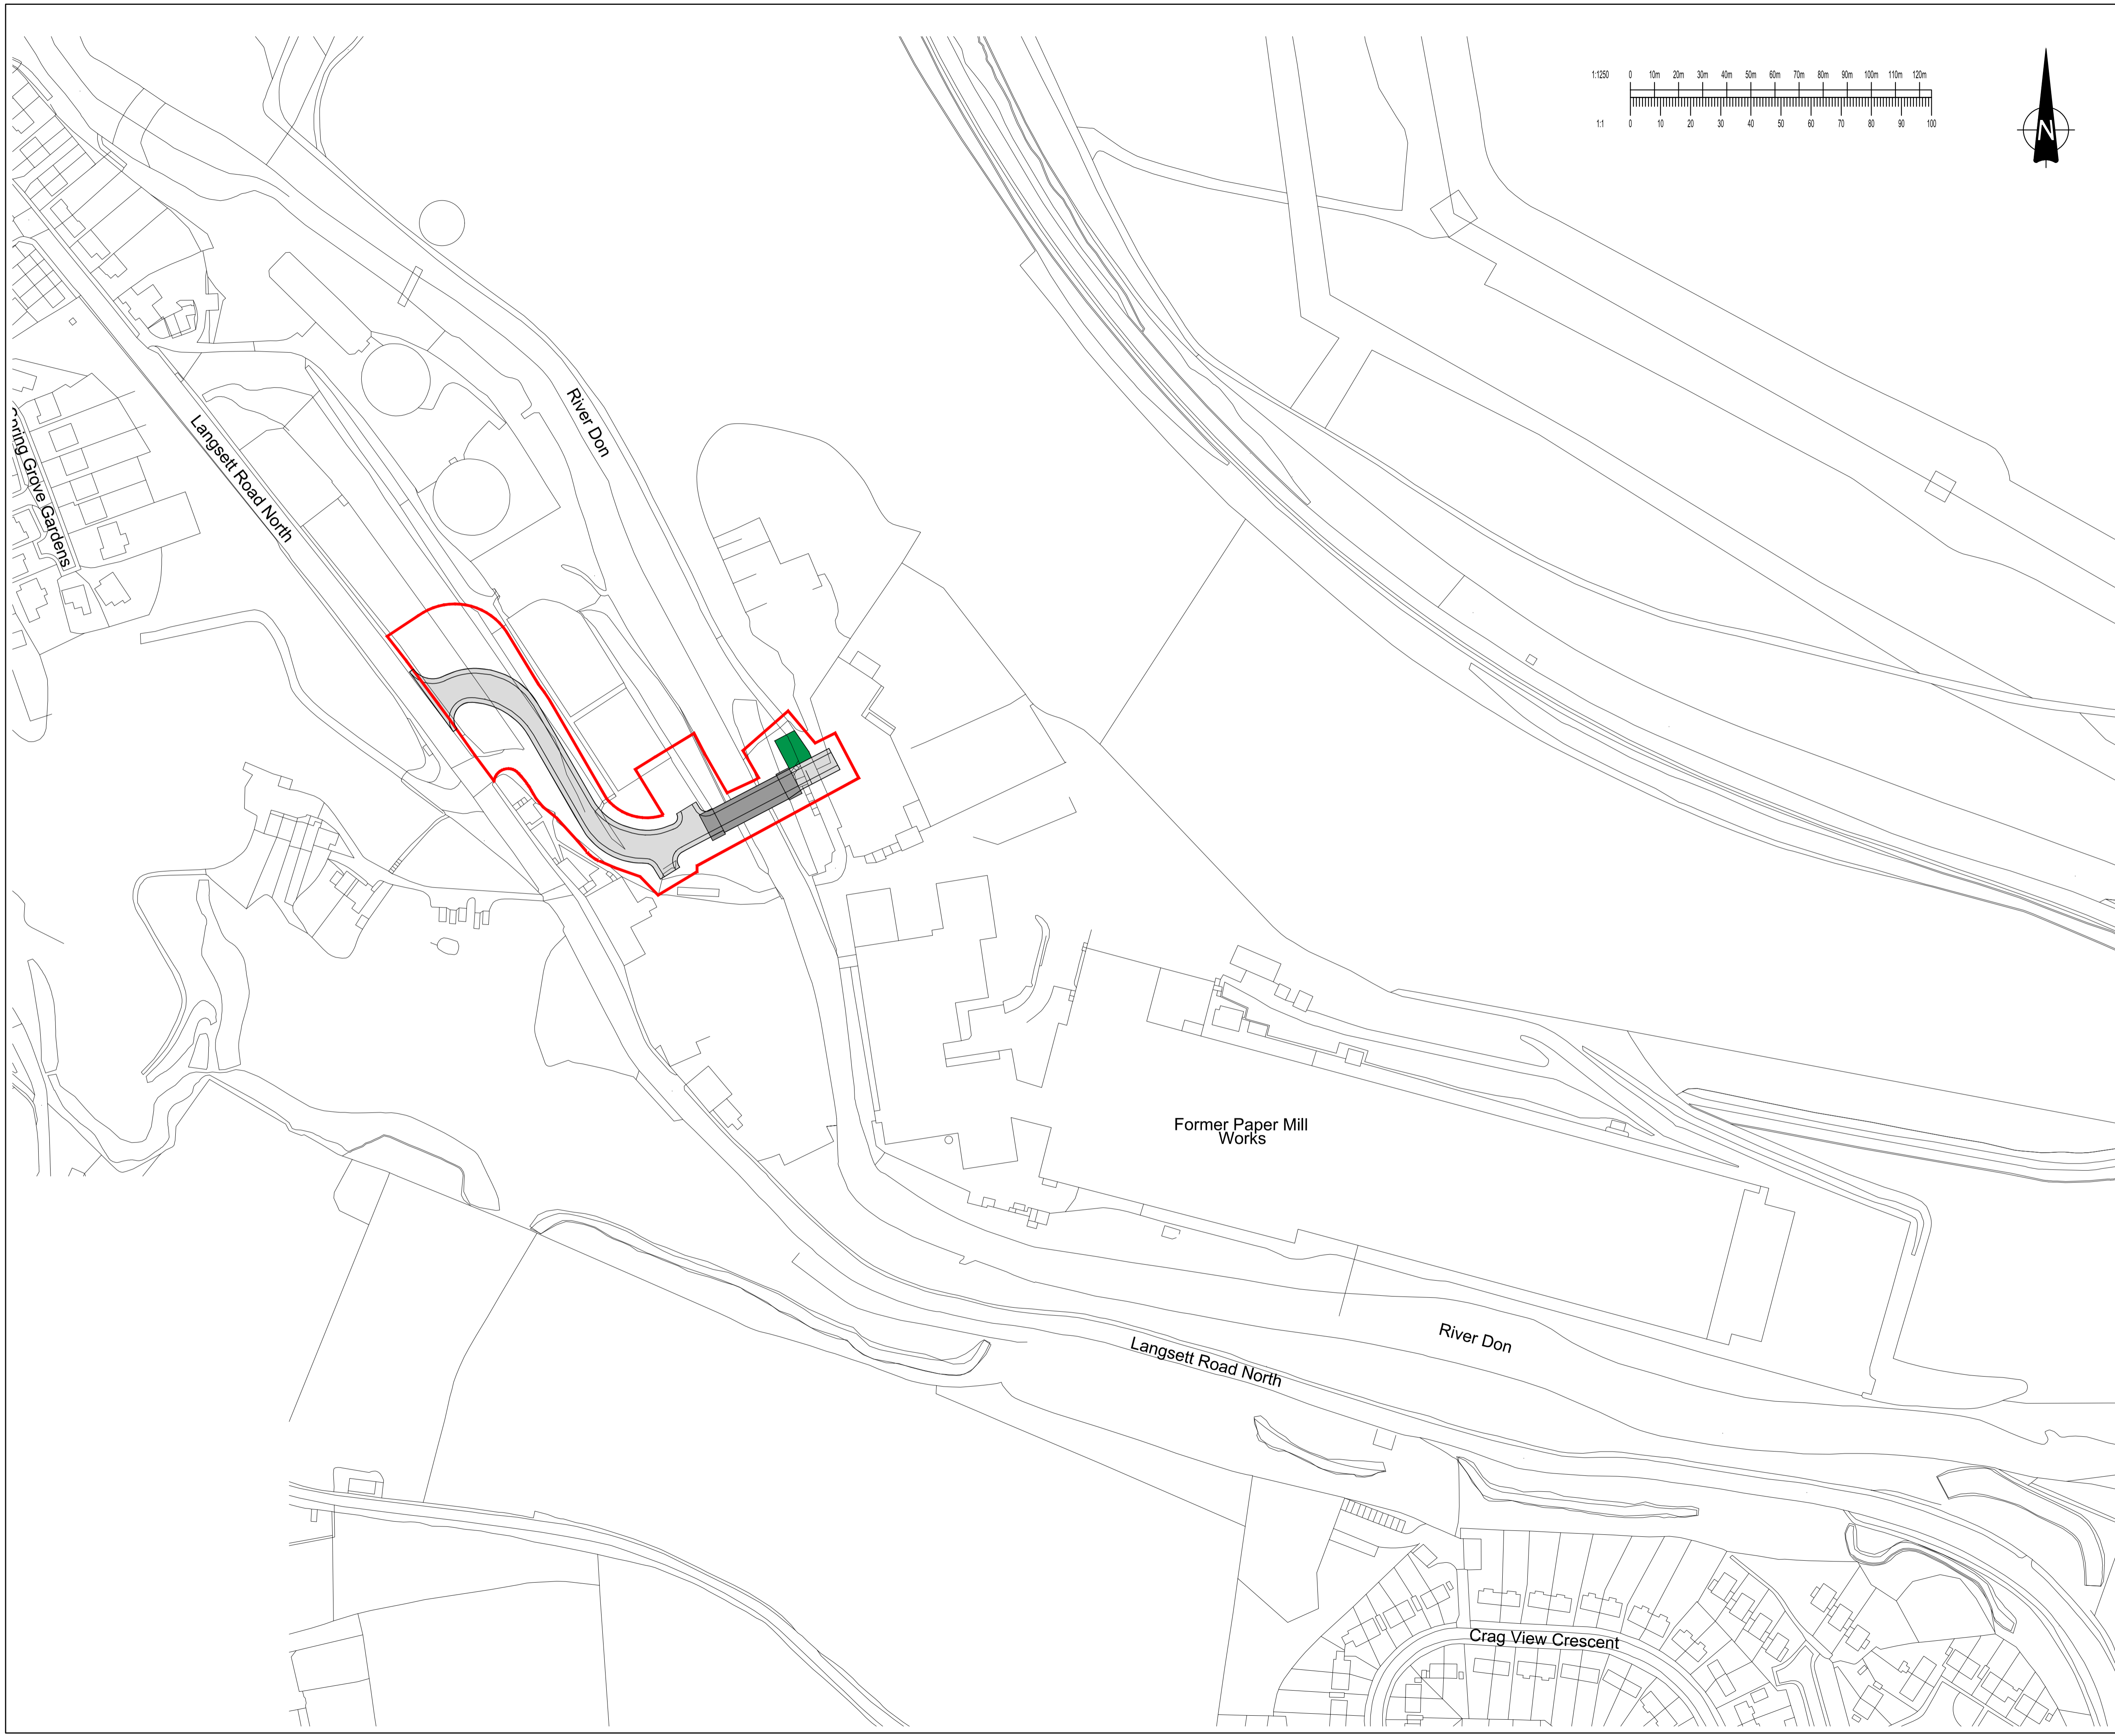 1:1250 0 10m 20m 30m 40m 50m 60m 70m 80m 90m 100m 110m 120m
1:1 0 10 20 30 40 50 60 70 80 90 100
N
River Don
Langsett Road North
Spring Grove Gardens
Former Paper Mill
Works
River Don
Langsett Road North
Crag View Crescent